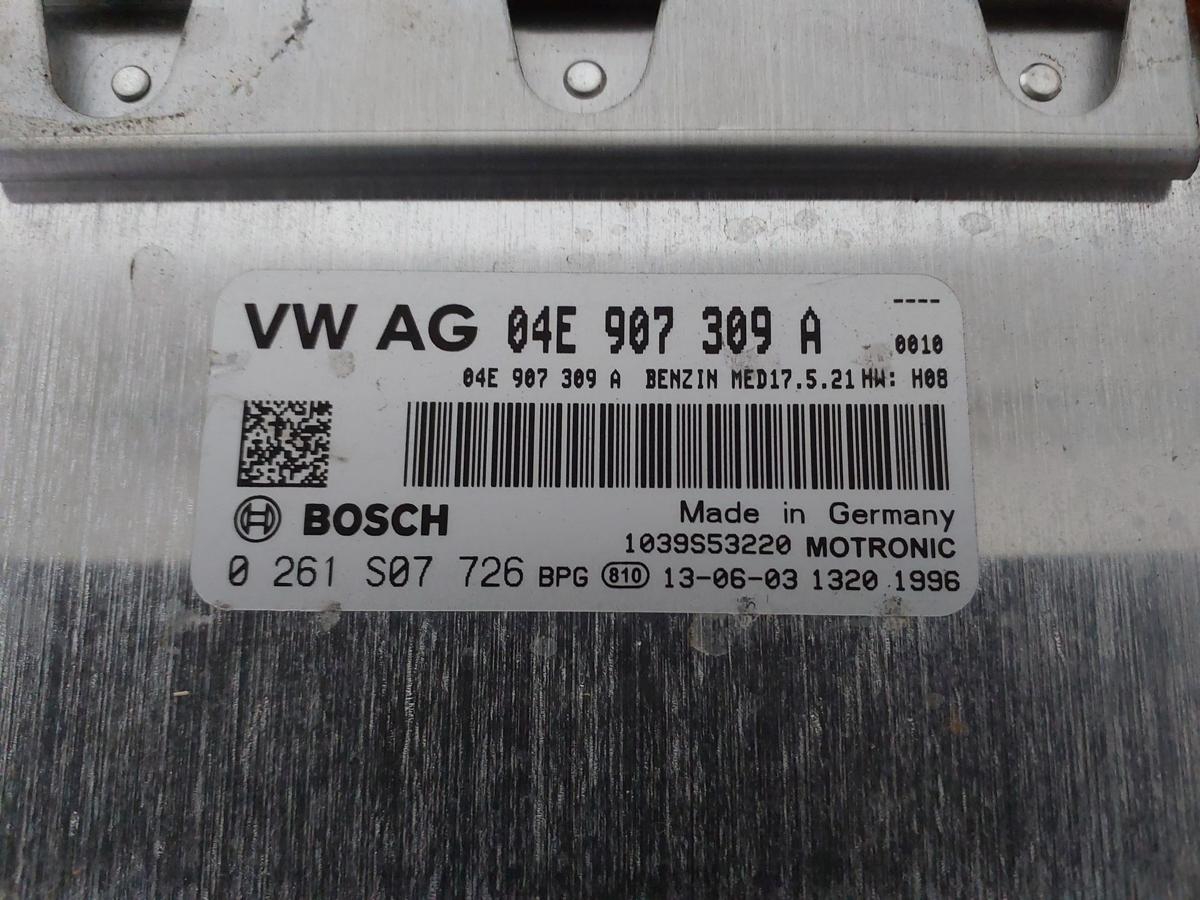 ----
VW AG 04E 907 309 A 0010
04E 907 309 A BENZIN MED17.5.21 HW: H08
BOSCH Made in Germany
1039S53220 MOTRONIC
0 261 S07 726 BPG 810 13-06-03 1320 1996